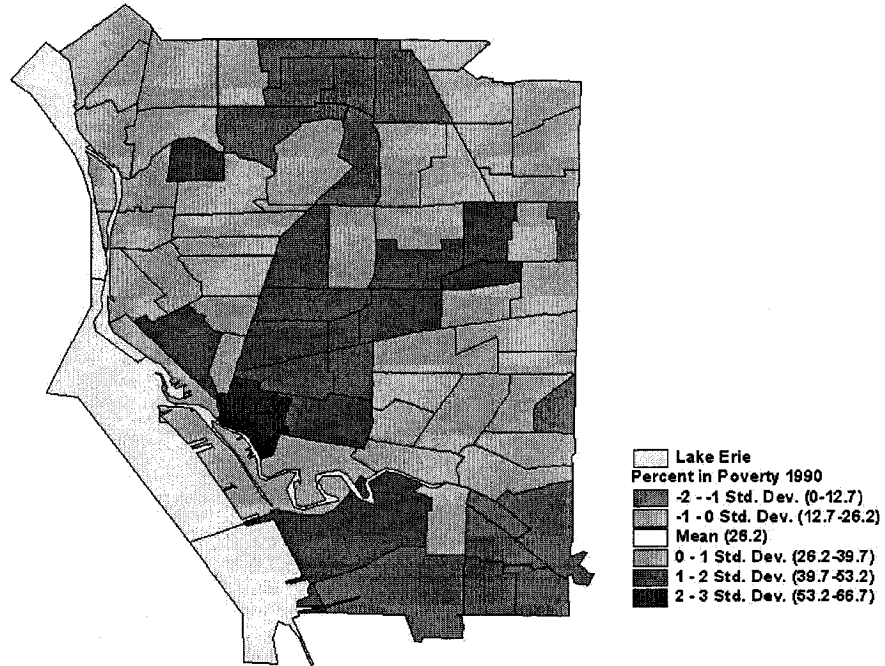 Lake Erie
Percent in Poverty 1990
-2 - -1 Std. Dev. (0-12.7)
-1 - 0 Std. Dev. (12.7-26.2)
Mean (26.2)
0 - 1 Std. Dev. (26.2-39.7)
1 - 2 Std. Dev. (39.7-53.2)
2 - 3 Std. Dev. (53.2-66.7)